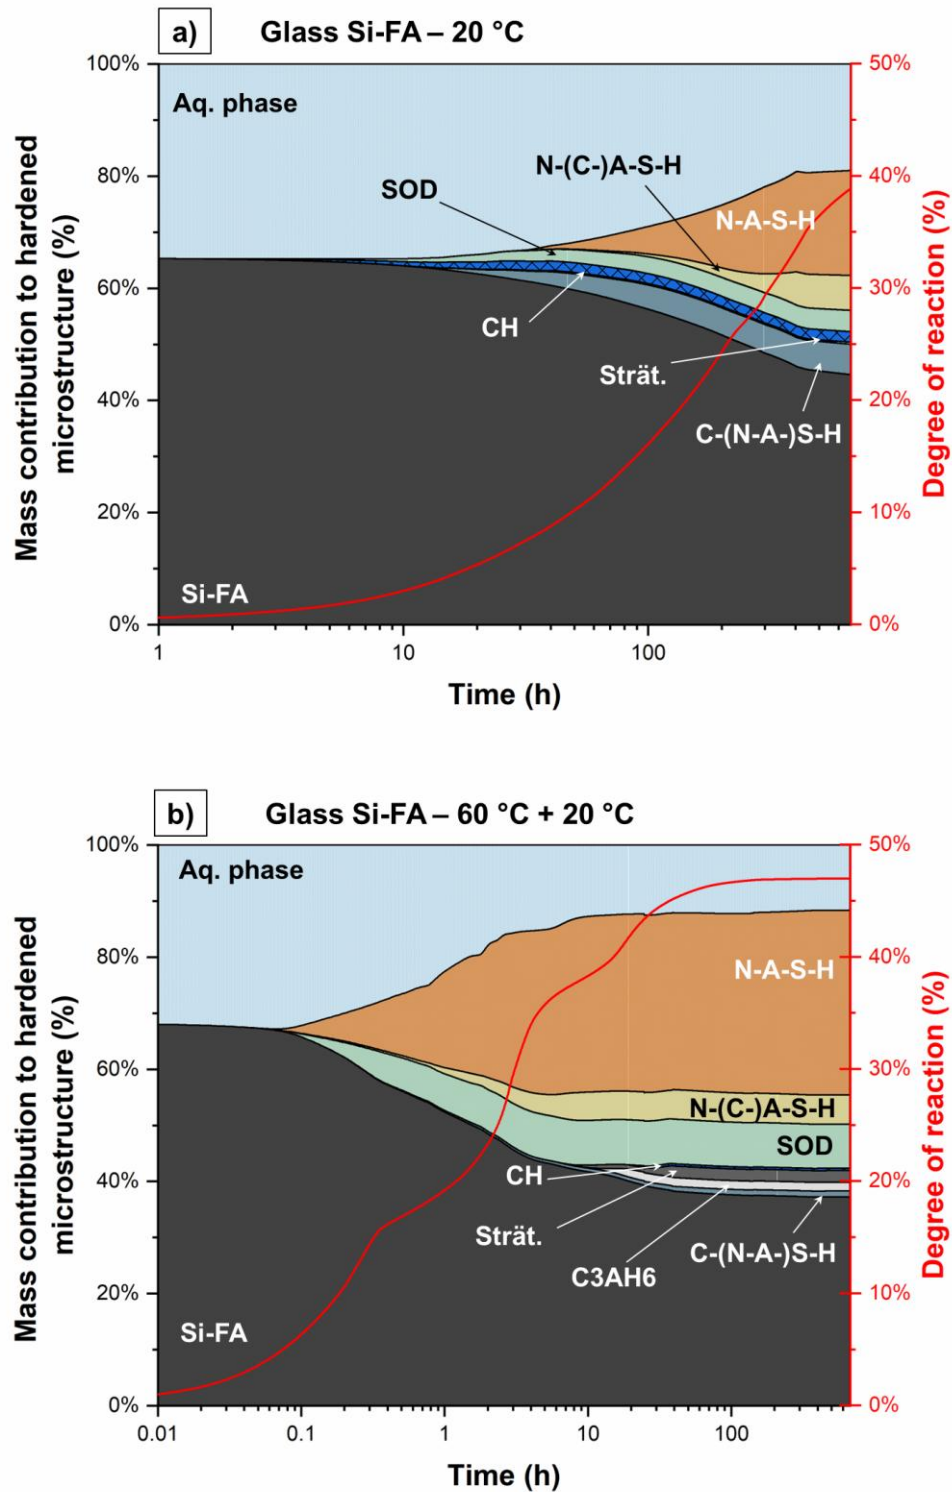 a) Glass Si-FA – 20 °C
100%
80%
60%
40%
20%
0%
Mass contribution to hardened
microstructure (%)
Aq. phase
SOD
N-(C-)A-S-H
N-A-S-H
CH
Strät.
C-(N-A-)S-H
Si-FA
50%
40%
30%
20%
10%
0%
Degree of reaction (%)
1 10 100
Time (h)
b) Glass Si-FA – 60 °C + 20 °C
100%
80%
60%
40%
20%
0%
Mass contribution to hardened
microstructure (%)
Aq. phase
N-A-S-H
N-(C-)A-S-H
SOD
CH
Strät.
C3AH6
C-(N-A-)S-H
Si-FA
50%
40%
30%
20%
10%
0%
Degree of reaction (%)
0.01 0.1 1 10 100
Time (h)